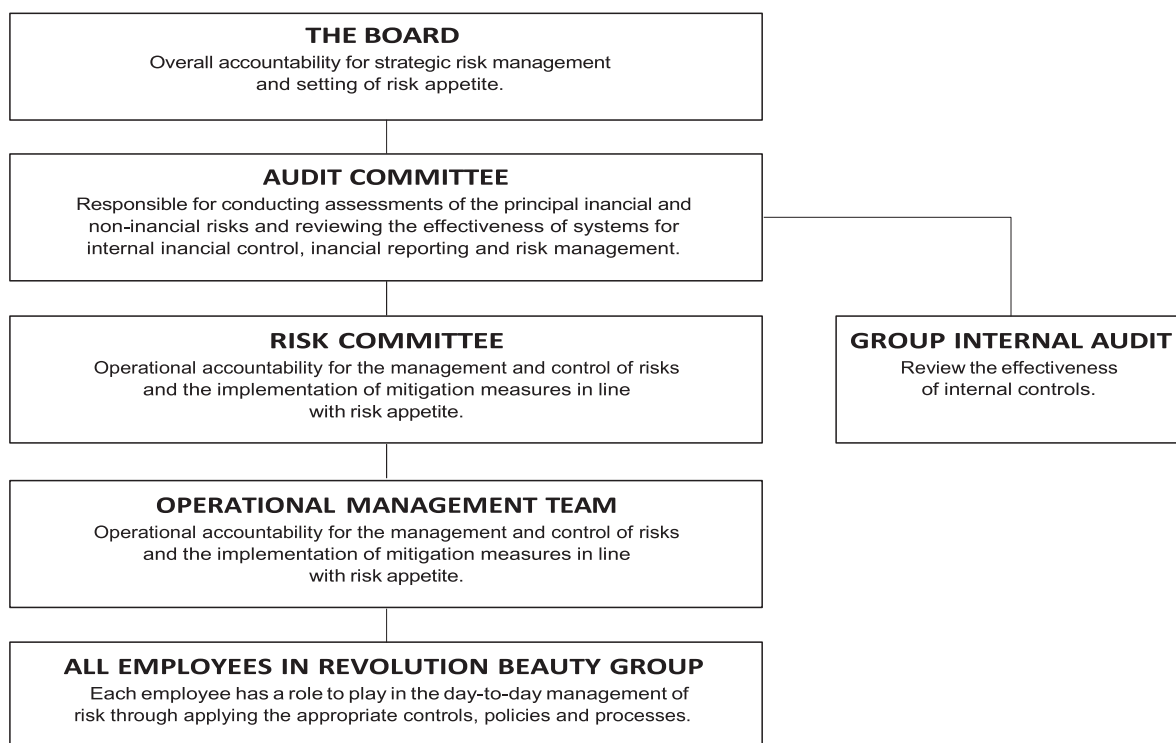 THE BOARD
Overall accountability for strategic risk management
and setting of risk appetite.
AUDIT COMMITTEE
Responsible for conducting assessments of the principal inancial and
non-inancial risks and reviewing the effectiveness of systems for
internal inancial control, inancial reporting and risk management.
RISK COMMITTEE
Operational accountability for the management and control of risks
and the implementation of mitigation measures in line
with risk appetite.
GROUP INTERNAL AUDIT
Review the effectiveness
of internal controls.
OPERATIONAL MANAGEMENT TEAM
Operational accountability for the management and control of risks
and the implementation of mitigation measures in line
with risk appetite.
ALL EMPLOYEES IN REVOLUTION BEAUTY GROUP
Each employee has a role to play in the day-to-day management of
risk through applying the appropriate controls, policies and processes.